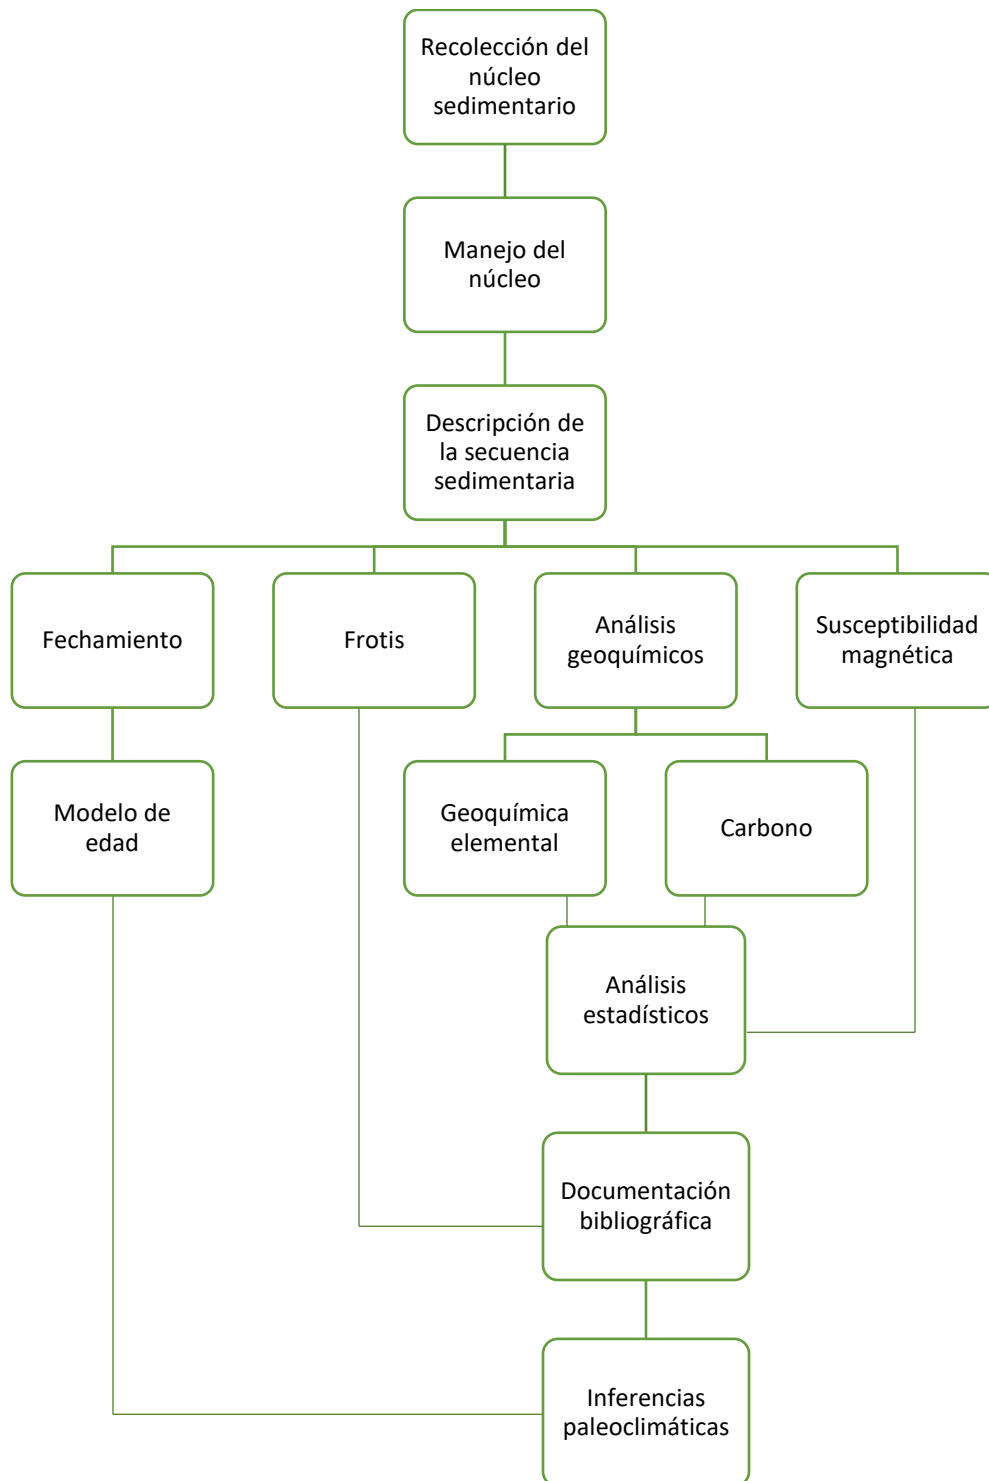 Recolección del
núcleo
sedimentario
Manejo del
núcleo
Descripción de
la secuencia
sedimentaria
Fechamiento
Frotis
Análisis
geoquímicos
Susceptibilidad
magnética
Modelo de
edad
Geoquímica
elemental
Carbono
Análisis
estadísticos
Documentación
bibliográfica
Inferencias
paleoclimáticas